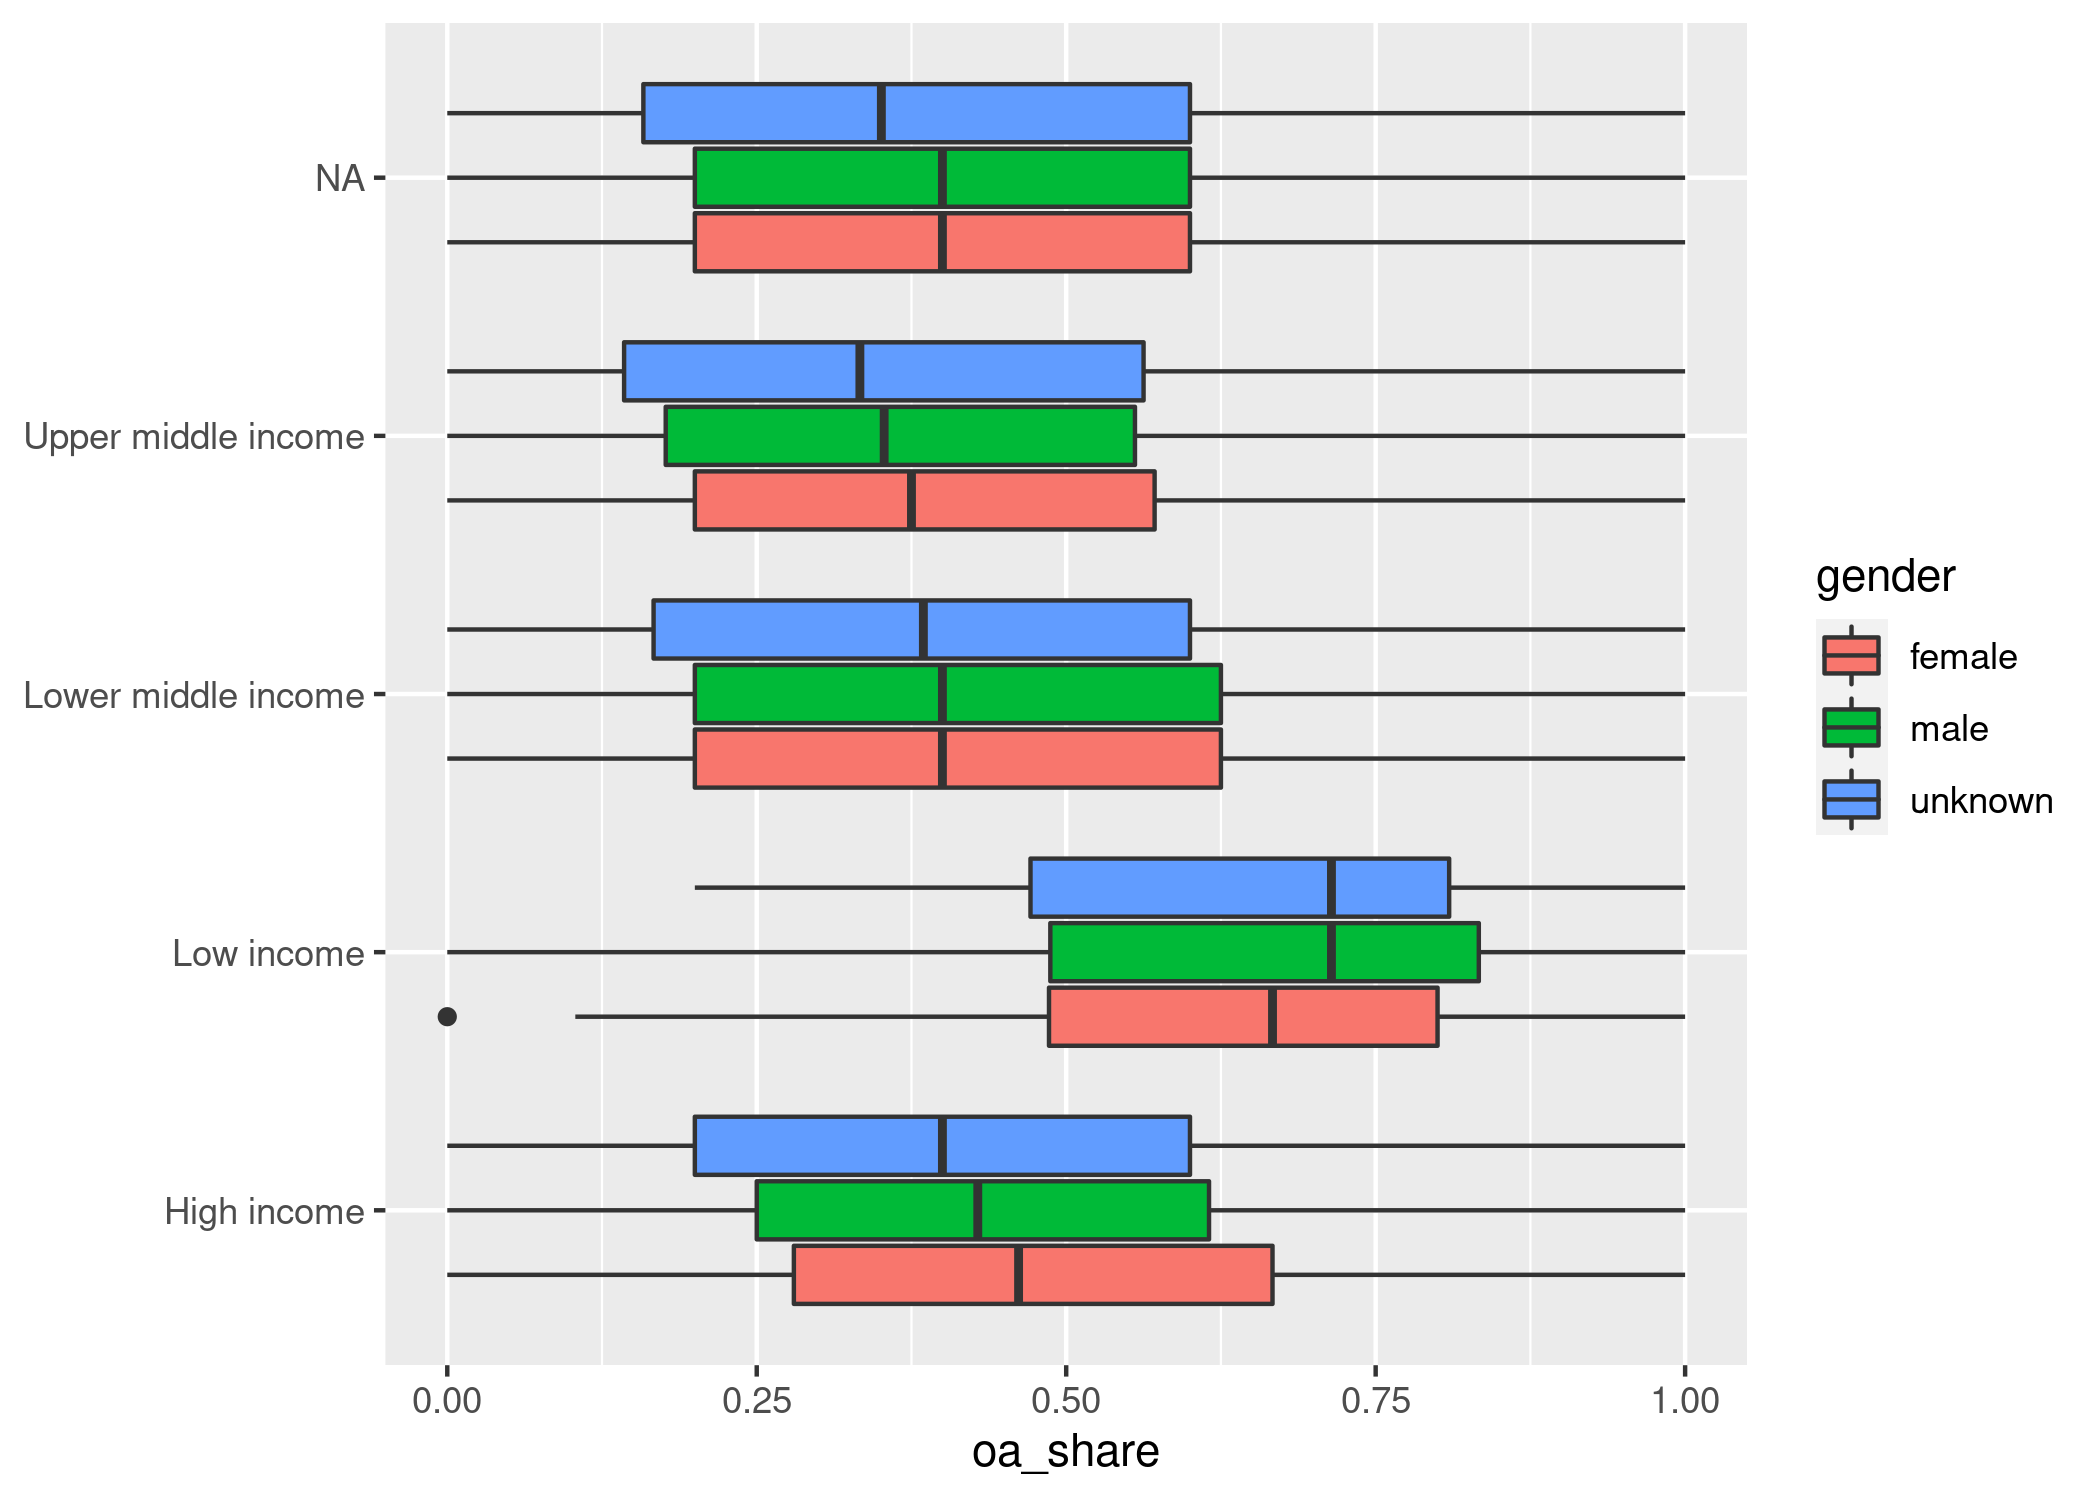 NA
Upper middle income
Lower middle income
Low income
High income
0.00
0.25
0.50
0.75
1.00
oa_share
gender
female
male
unknown